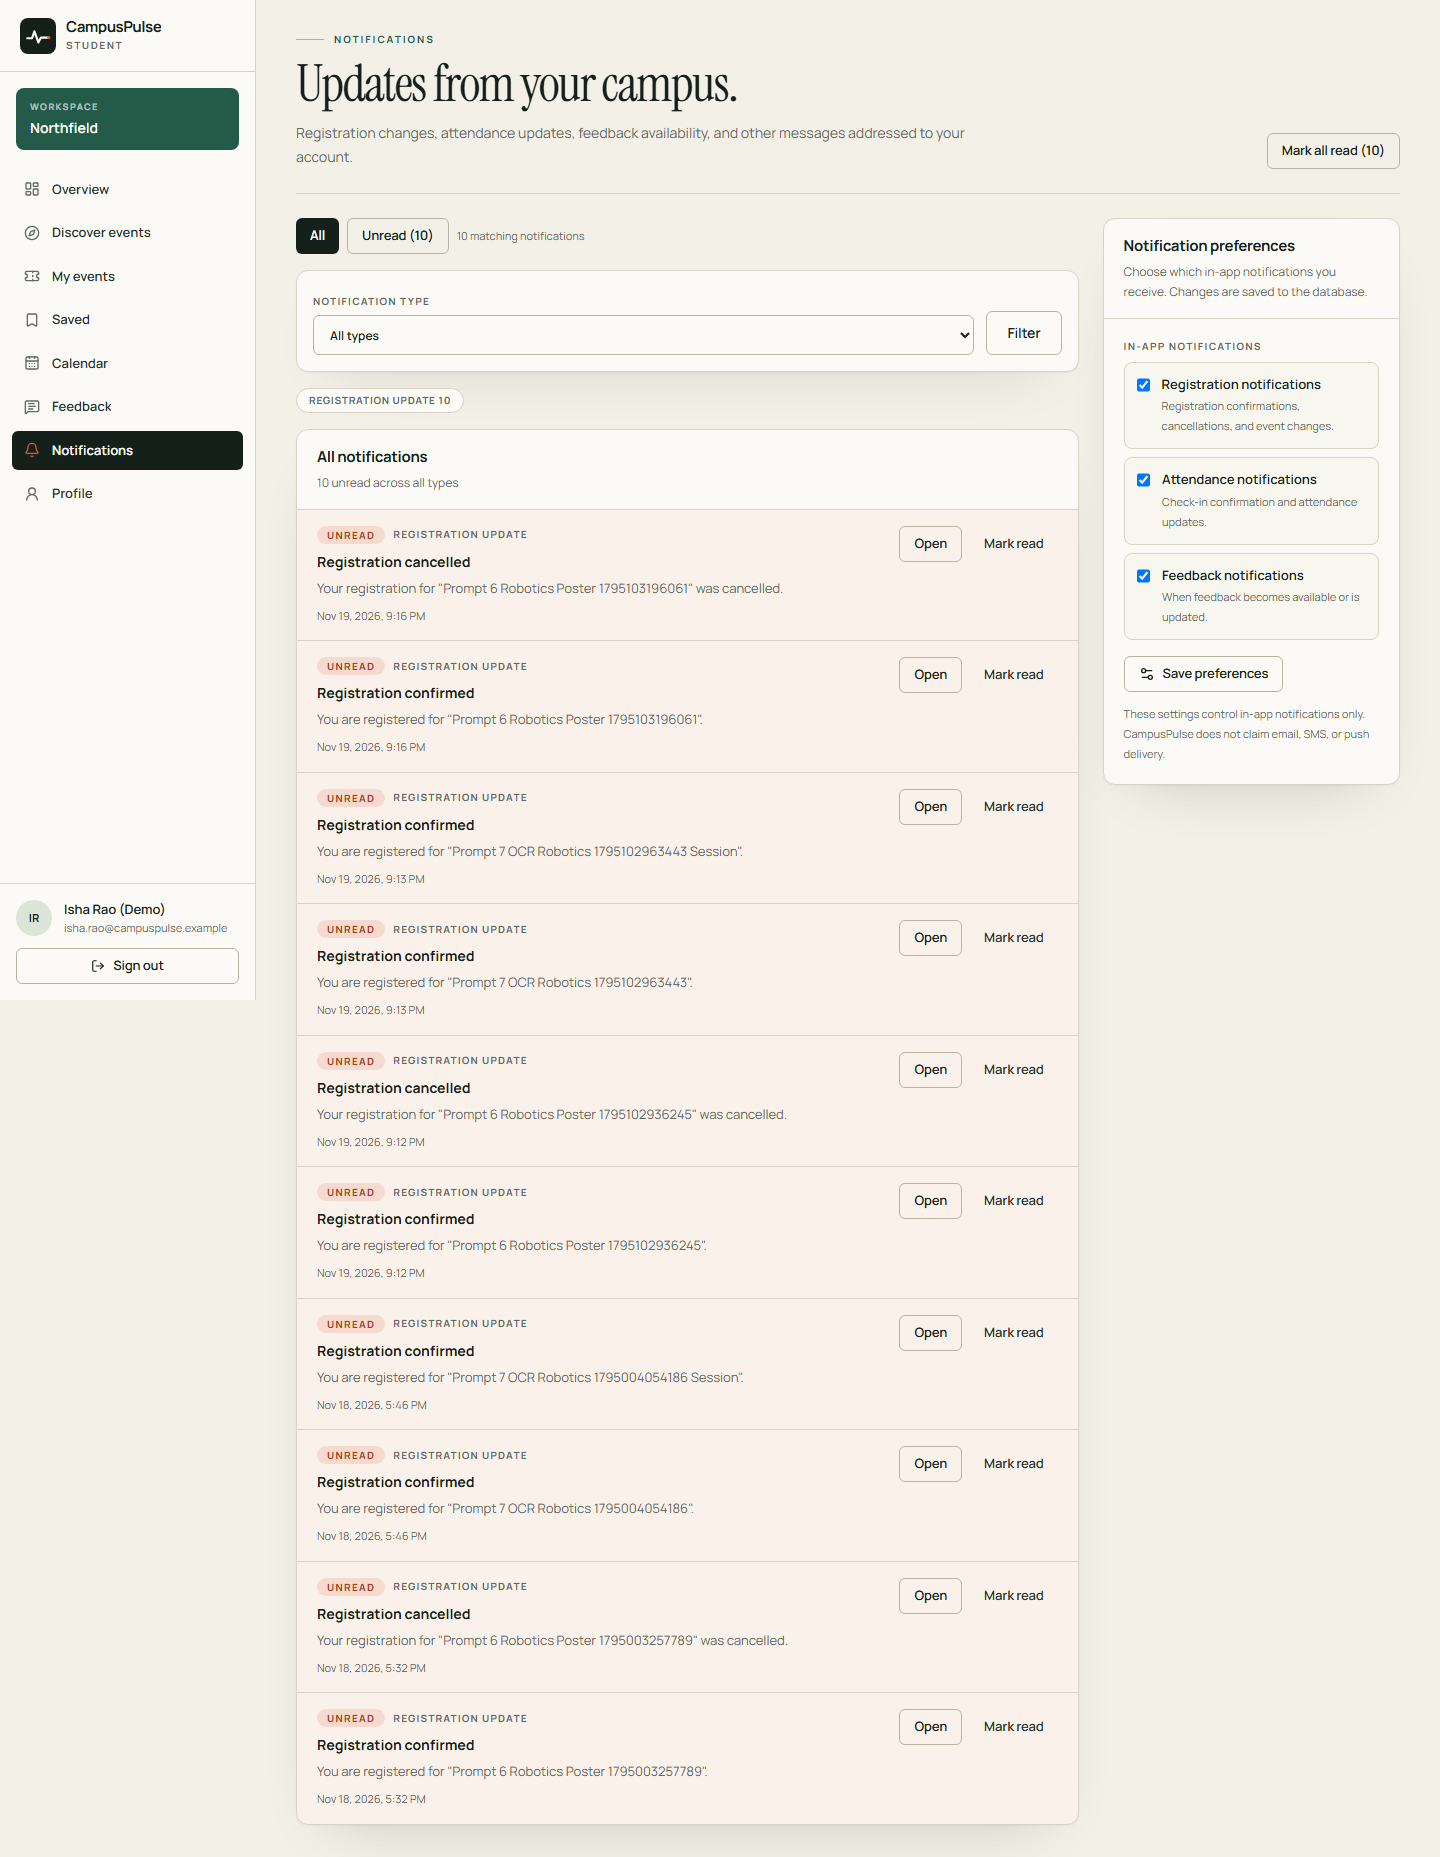 CampusPulse
STUDENT
WORKSPACE
Northfield
Overview
Discover events
My events
Saved
Calendar
Feedback
Notifications
Profile
IR
Isha Rao (Demo)
isha.rao@campuspulse.example
Sign out
NOTIFICATIONS
Updates from your campus.
Registration changes, attendance updates, feedback availability, and other messages addressed to your
account.
Mark all read (10)
All
Unread (10)
10 matching notifications
NOTIFICATION TYPE
All types
Filter
REGISTRATION UPDATE 10
All notifications
10 unread across all types
UNREAD REGISTRATION UPDATE
Open
Mark read
Registration cancelled
Your registration for "Prompt 6 Robotics Poster 1795103196061" was cancelled.
Nov 19, 2026, 9:16 PM
UNREAD REGISTRATION UPDATE
Open
Mark read
Registration confirmed
You are registered for "Prompt 6 Robotics Poster 1795103196061".
Nov 19, 2026, 9:16 PM
UNREAD REGISTRATION UPDATE
Open
Mark read
Registration confirmed
You are registered for "Prompt 7 OCR Robotics 1795102963443 Session".
Nov 19, 2026, 9:13 PM
UNREAD REGISTRATION UPDATE
Open
Mark read
Registration confirmed
You are registered for "Prompt 7 OCR Robotics 1795102963443".
Nov 19, 2026, 9:13 PM
UNREAD REGISTRATION UPDATE
Open
Mark read
Registration cancelled
Your registration for "Prompt 6 Robotics Poster 1795102936245" was cancelled.
Nov 19, 2026, 9:12 PM
UNREAD REGISTRATION UPDATE
Open
Mark read
Registration confirmed
You are registered for "Prompt 6 Robotics Poster 1795102936245".
Nov 19, 2026, 9:12 PM
UNREAD REGISTRATION UPDATE
Open
Mark read
Registration confirmed
You are registered for "Prompt 7 OCR Robotics 1795004054186 Session".
Nov 18, 2026, 5:46 PM
UNREAD REGISTRATION UPDATE
Open
Mark read
Registration confirmed
You are registered for "Prompt 7 OCR Robotics 1795004054186".
Nov 18, 2026, 5:46 PM
UNREAD REGISTRATION UPDATE
Open
Mark read
Registration cancelled
Your registration for "Prompt 6 Robotics Poster 1795003257789" was cancelled.
Nov 18, 2026, 5:32 PM
UNREAD REGISTRATION UPDATE
Open
Mark read
Registration confirmed
You are registered for "Prompt 6 Robotics Poster 1795003257789".
Nov 18, 2026, 5:32 PM
Notification preferences
Choose which in-app notifications you
receive. Changes are saved to the database.
IN-APP NOTIFICATIONS
Registration notifications
Registration confirmations,
cancellations, and event changes.
Attendance notifications
Check-in confirmation and attendance
updates.
Feedback notifications
When feedback becomes available or is
updated.
Save preferences
These settings control in-app notifications only.
CampusPulse does not claim email, SMS, or push
delivery.